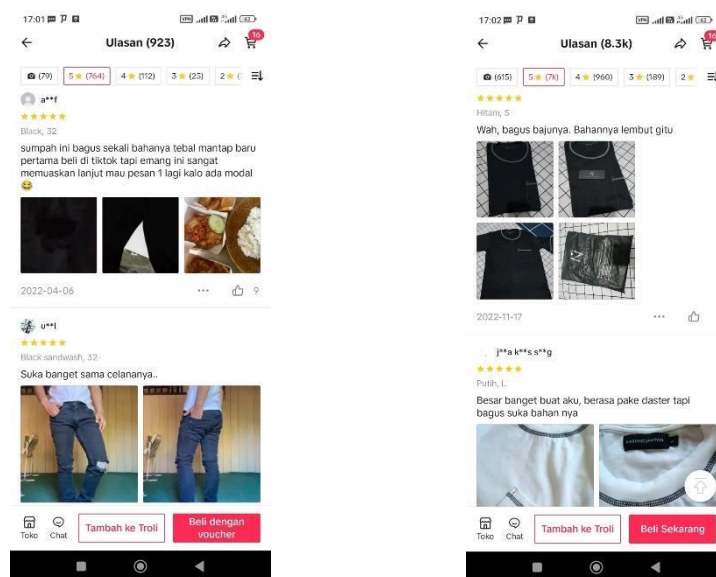 17:01
Ulasan (923)
16
(79) 5 (764) 4 (112) 3 (23) 2
a**f
Black, 32
sumpah ini bagus sekali bahanya tebal mantap baru
pertama beli di tiktok tapi emang ini sangat
memuaskan lanjut mau pesan 1 lagi kalo ada modal
2022-04-06
9
u**l
Black sandwash, 32
Suka banget sama celananya..
Toko
Chat
Tambah ke Troli
Beli dengan
voucher
17:02
Ulasan (8.3k)
16
(615) 5 (7k) 4 (960) 3 (189) 2
Hitam, S
Wah, bagus bajunya. Bahannya lembut gitu
2022-11-17
j**a k**s s**g
Putih, L
Besar banget buat aku, berasa pake daster tapi
bagus suka bahan nya
Toko
Chat
Tambah ke Troli
Beli Sekarang